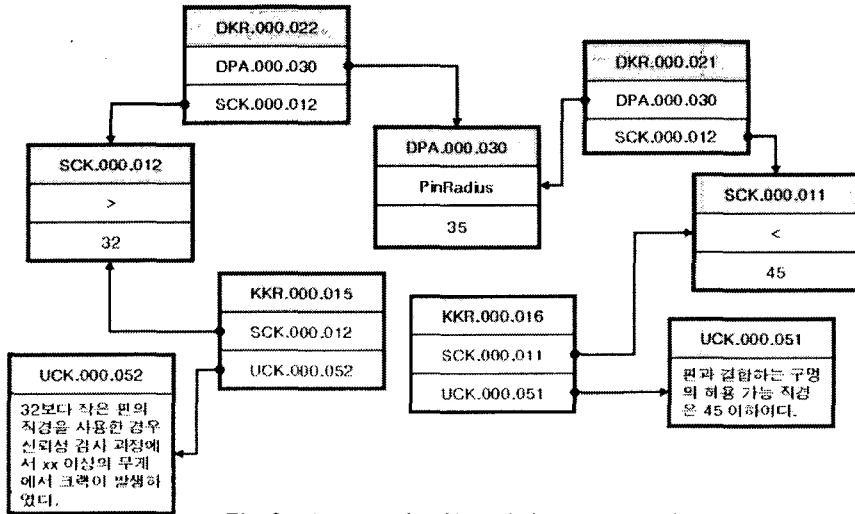 DKR.000.022
DPA.000.030
SCK.000.012
DKR.000.021
DPA.000.030
SCK.000.012
SCK.000.012
>
32
DPA.000.030
PinRadius
35
SCK.000.011
<
45
KKR.000.015
SCK.000.012
UCK.000.052
KKR.000.016
SCK.000.011
UCK.000.051
UCK.000.052
32보다 작은 핀의
직경을 사용한 경우
신뢰성 검사 과정에
서 xx 이상의 무게
에서 크랙이 발생하
였다.
UCK.000.051
핀과 결합하는 구멍
의 허용 가능 직경
은 45 이하이다.